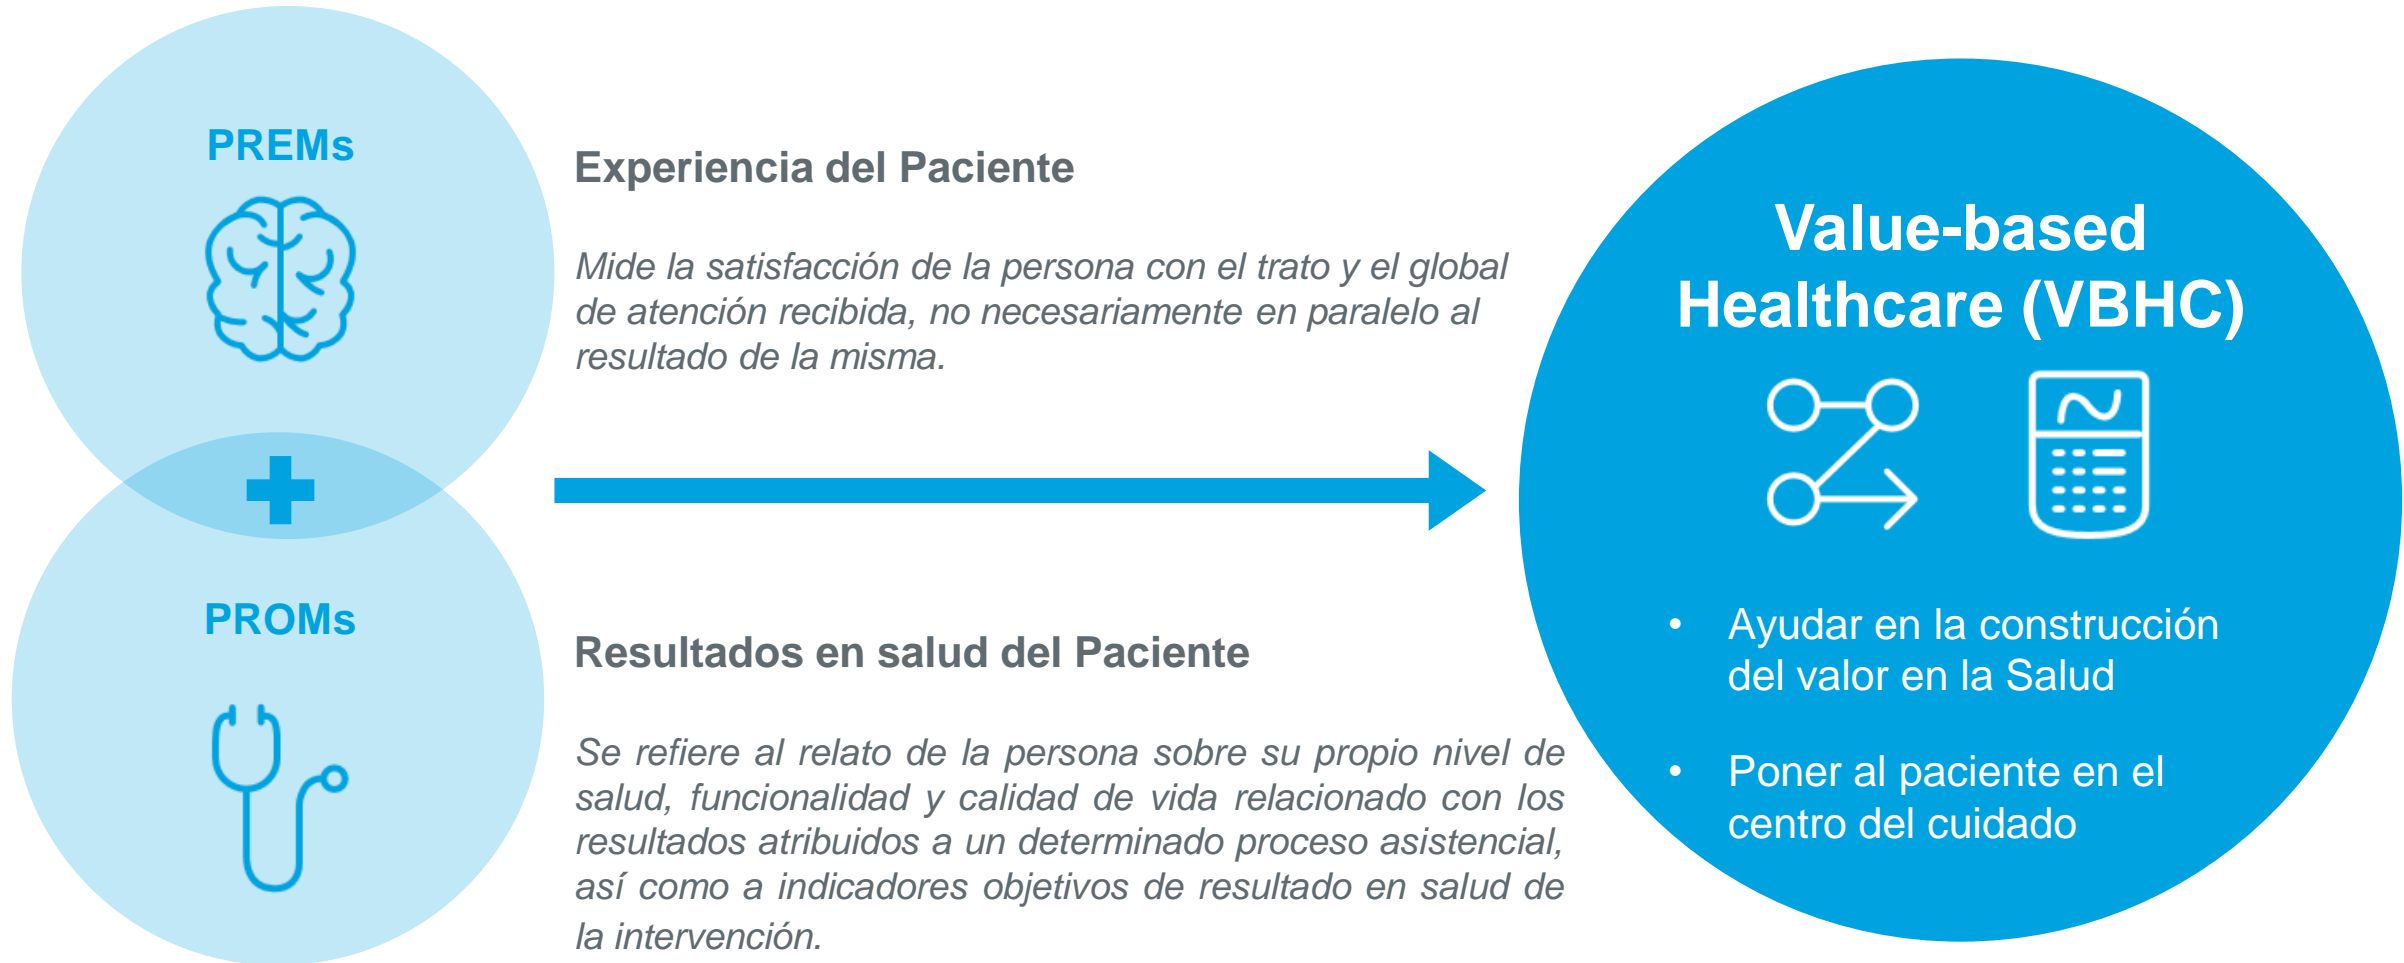 PREMs
Experiencia del Paciente
Mide la satisfacción de la persona con el trato y el global
de atención recibida, no necesariamente en paralelo al
resultado de la misma.
PROMs
Resultados en salud del Paciente
Se refiere al relato de la persona sobre su propio nivel de
salud, funcionalidad y calidad de vida relacionado con los
resultados atribuidos a un determinado proceso asistencial,
así como a indicadores objetivos de resultado en salud de
la intervención.
Value-based
Healthcare (VBHC)
• Ayudar en la construcción
del valor en la Salud
• Poner al paciente en el
centro del cuidado